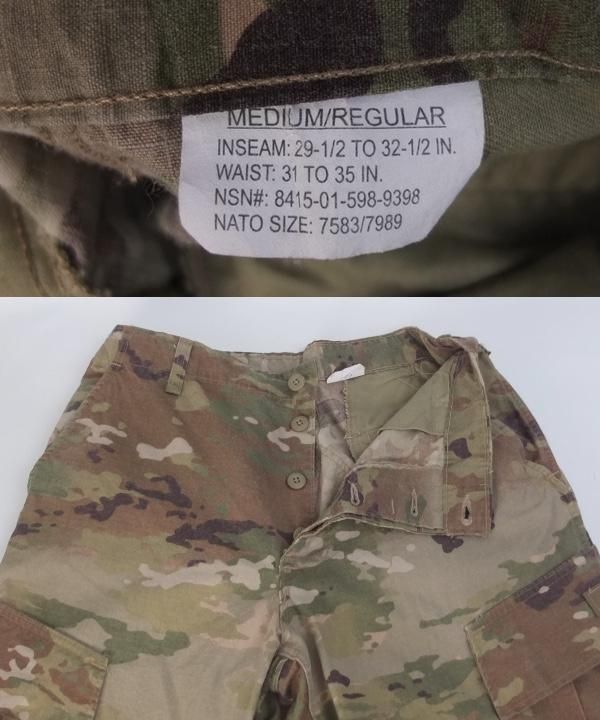 MEDIUM/REGULAR
INSEAM: 29-1/2 TO 32-1/2 IN.
WAIST: 31 TO 35 IN.
NSN#: 8415-01-598-9398
NATO SIZE: 7583/7989